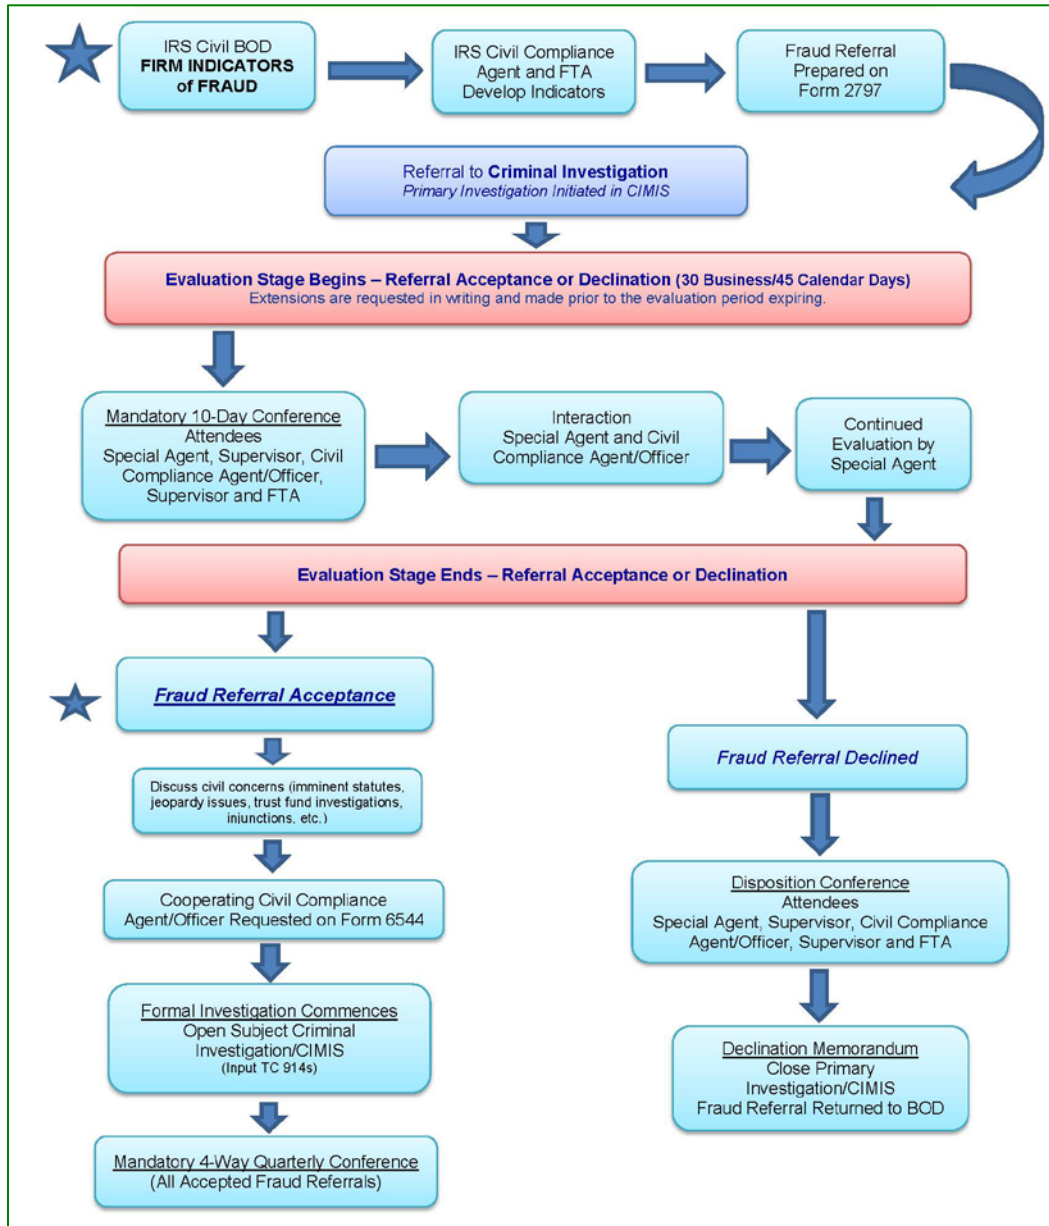 IRS Civil BOD
FIRM INDICATORS
of FRAUD
IRS Civil Compliance
Agent and FTA
Develop Indicators
Fraud Referral
Prepared on
Form 2797
Referral to Criminal Investigation
Primary Investigation Initiated in CIMIS
Evaluation Stage Begins – Referral Acceptance or Declination (30 Business/45 Calendar Days)
Extensions are requested in writing and made prior to the evaluation period expiring.
Mandatory 10-Day Conference
Attendees
Special Agent, Supervisor, Civil
Compliance Agent/Officer,
Supervisor and FTA
Interaction
Special Agent and Civil
Compliance Agent/Officer
Continued
Evaluation by
Special Agent
Evaluation Stage Ends – Referral Acceptance or Declination
Fraud Referral Acceptance
Discuss civil concerns (imminent statutes,
jeopardy issues, trust fund investigations,
injunctions, etc.)
Cooperating Civil Compliance
Agent/Officer Requested on Form 6544
Formal Investigation Commences
Open Subject Criminal
Investigation/CIMIS
(Input TC 914s)
Mandatory 4-Way Quarterly Conference
(All Accepted Fraud Referrals)
Fraud Referral Declined
Disposition Conference
Attendees
Special Agent, Supervisor, Civil Compliance
Agent/Officer, Supervisor and FTA
Declination Memorandum
Close Primary
Investigation/CIMIS
Fraud Referral Returned to BOD